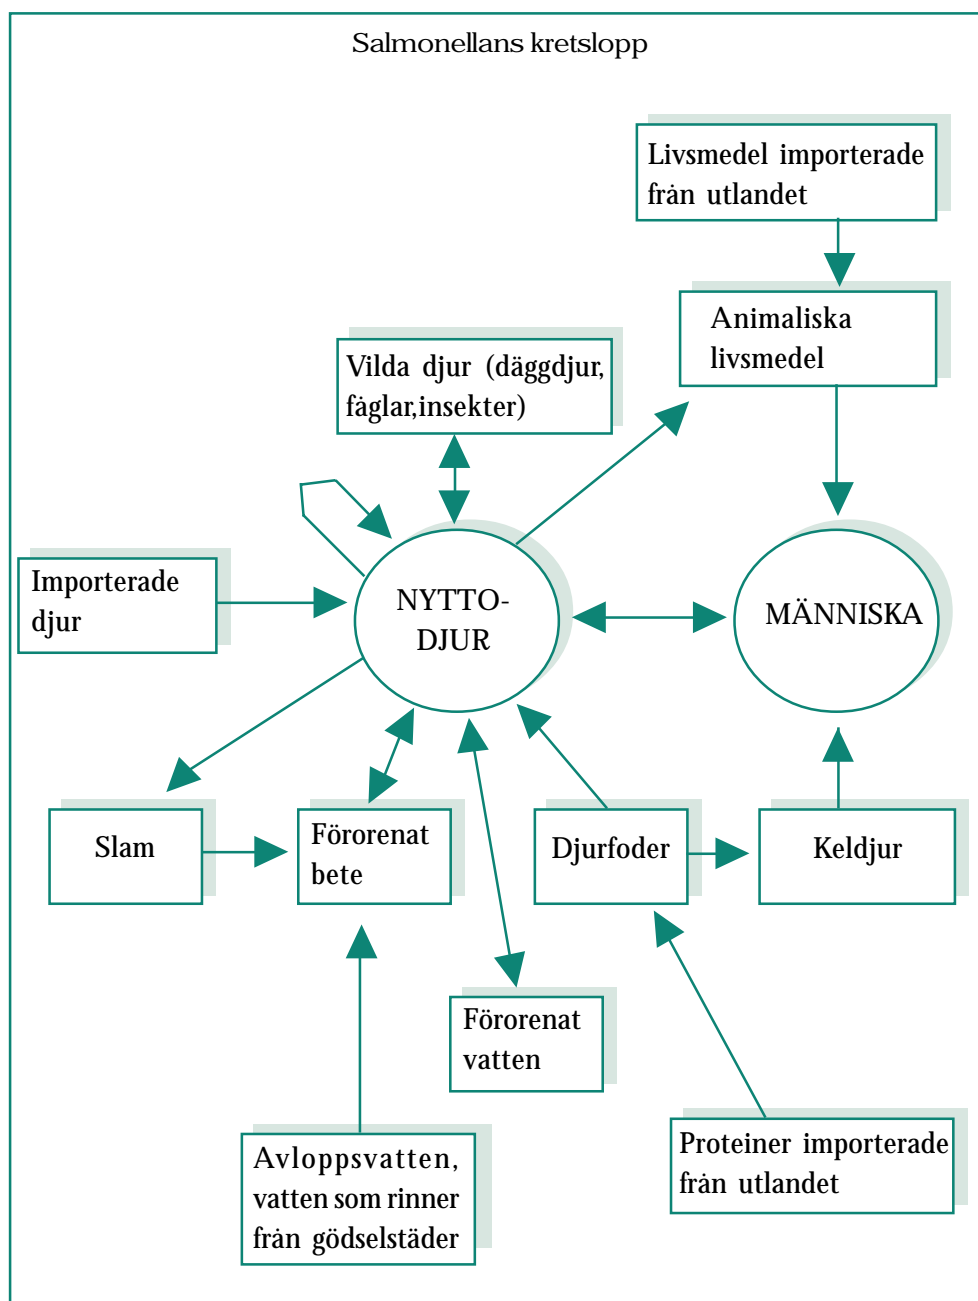 Salmonellans kretslopp
Livsmedel importerade
från utlandet
Animaliska
livsmedel
Vilda djur (däggdjur,
fåglar,insekter)
Importerade
djur
NYTTO-
DJUR
MÄNNISKA
Slam
Förorenat
bete
Djurfoder
Keldjur
Förorenat
vatten
Avloppsvatten,
vatten som rinner
från gödselstäder
Proteiner importerade
från utlandet